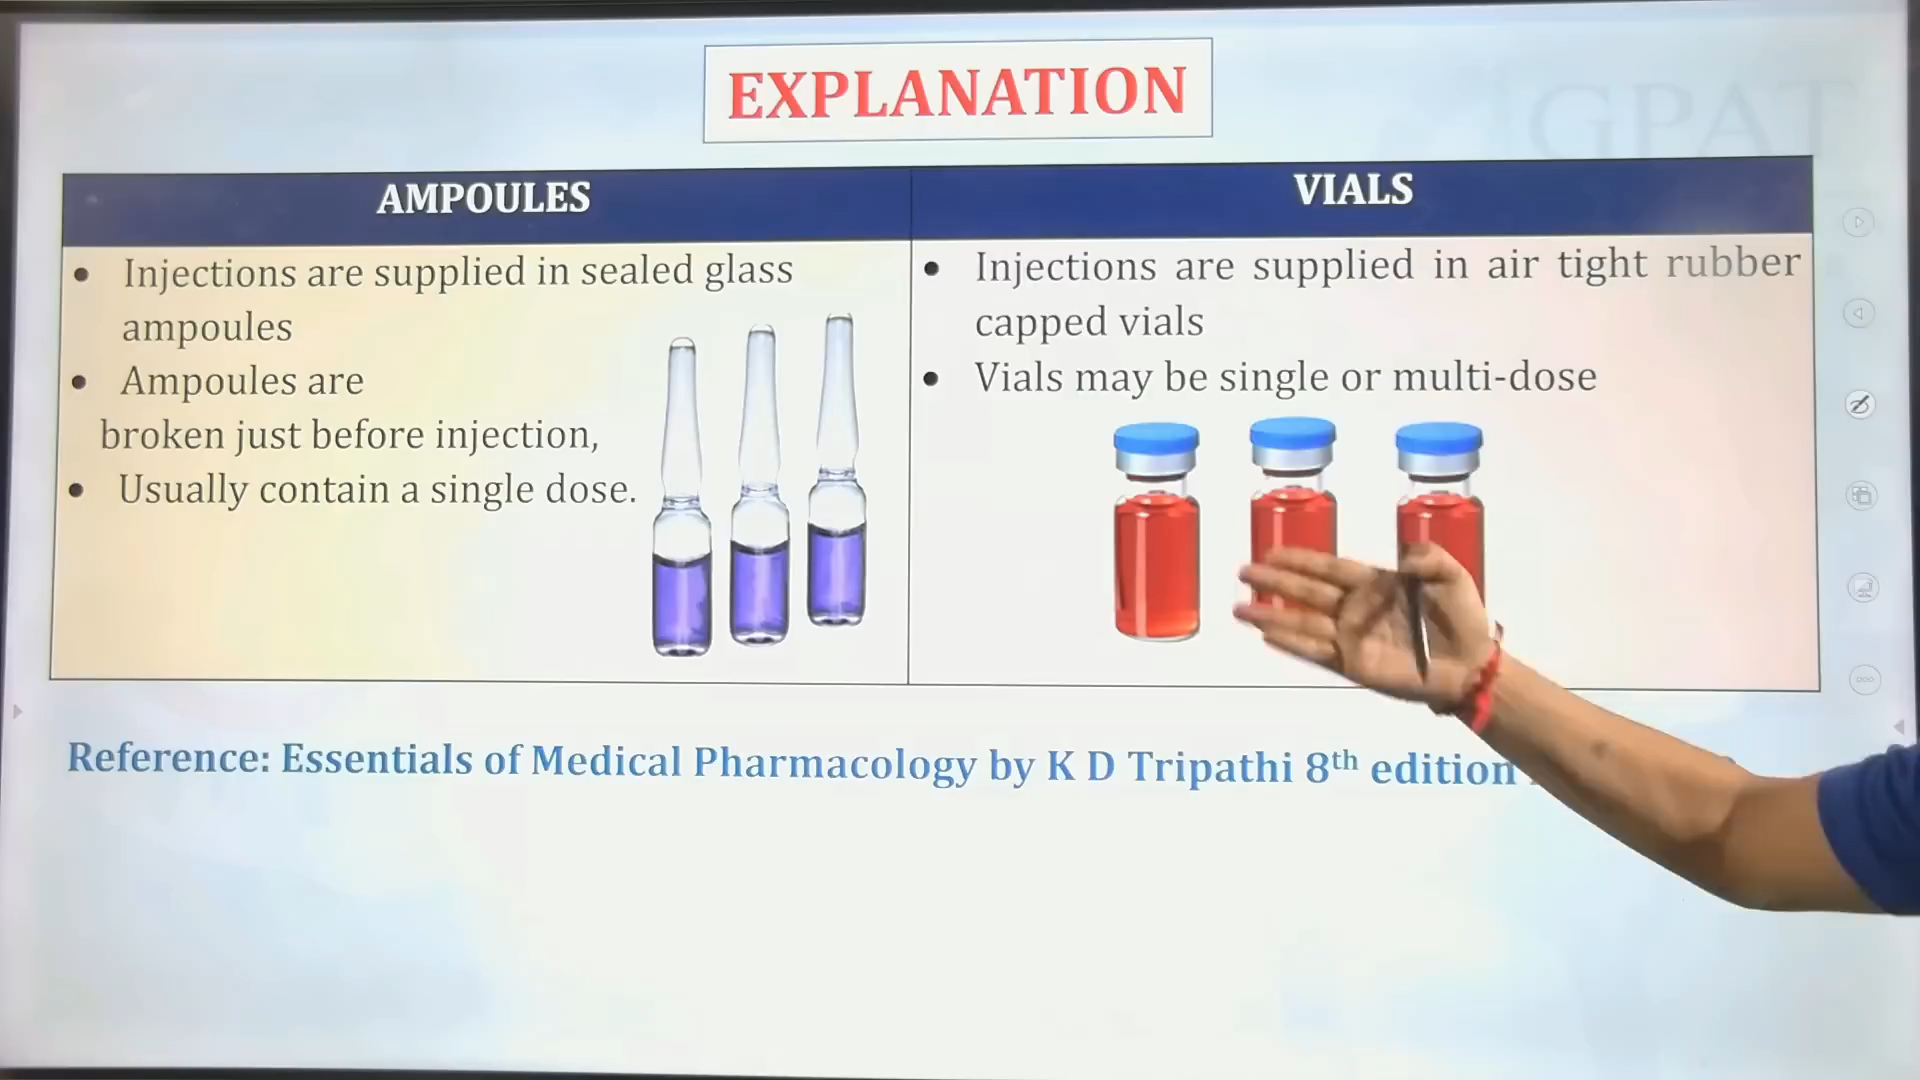 EXPLANATION
GPAT
AMPOULES
VIALS
• Injections are supplied in sealed glass
ampoules
• Ampoules are
broken just before injection,
• Usually contain a single dose.
• Injections are supplied in air tight rubber
capped vials
• Vials may be single or multi-dose
Reference: Essentials of Medical Pharmacology by K D Tripathi 8th edition